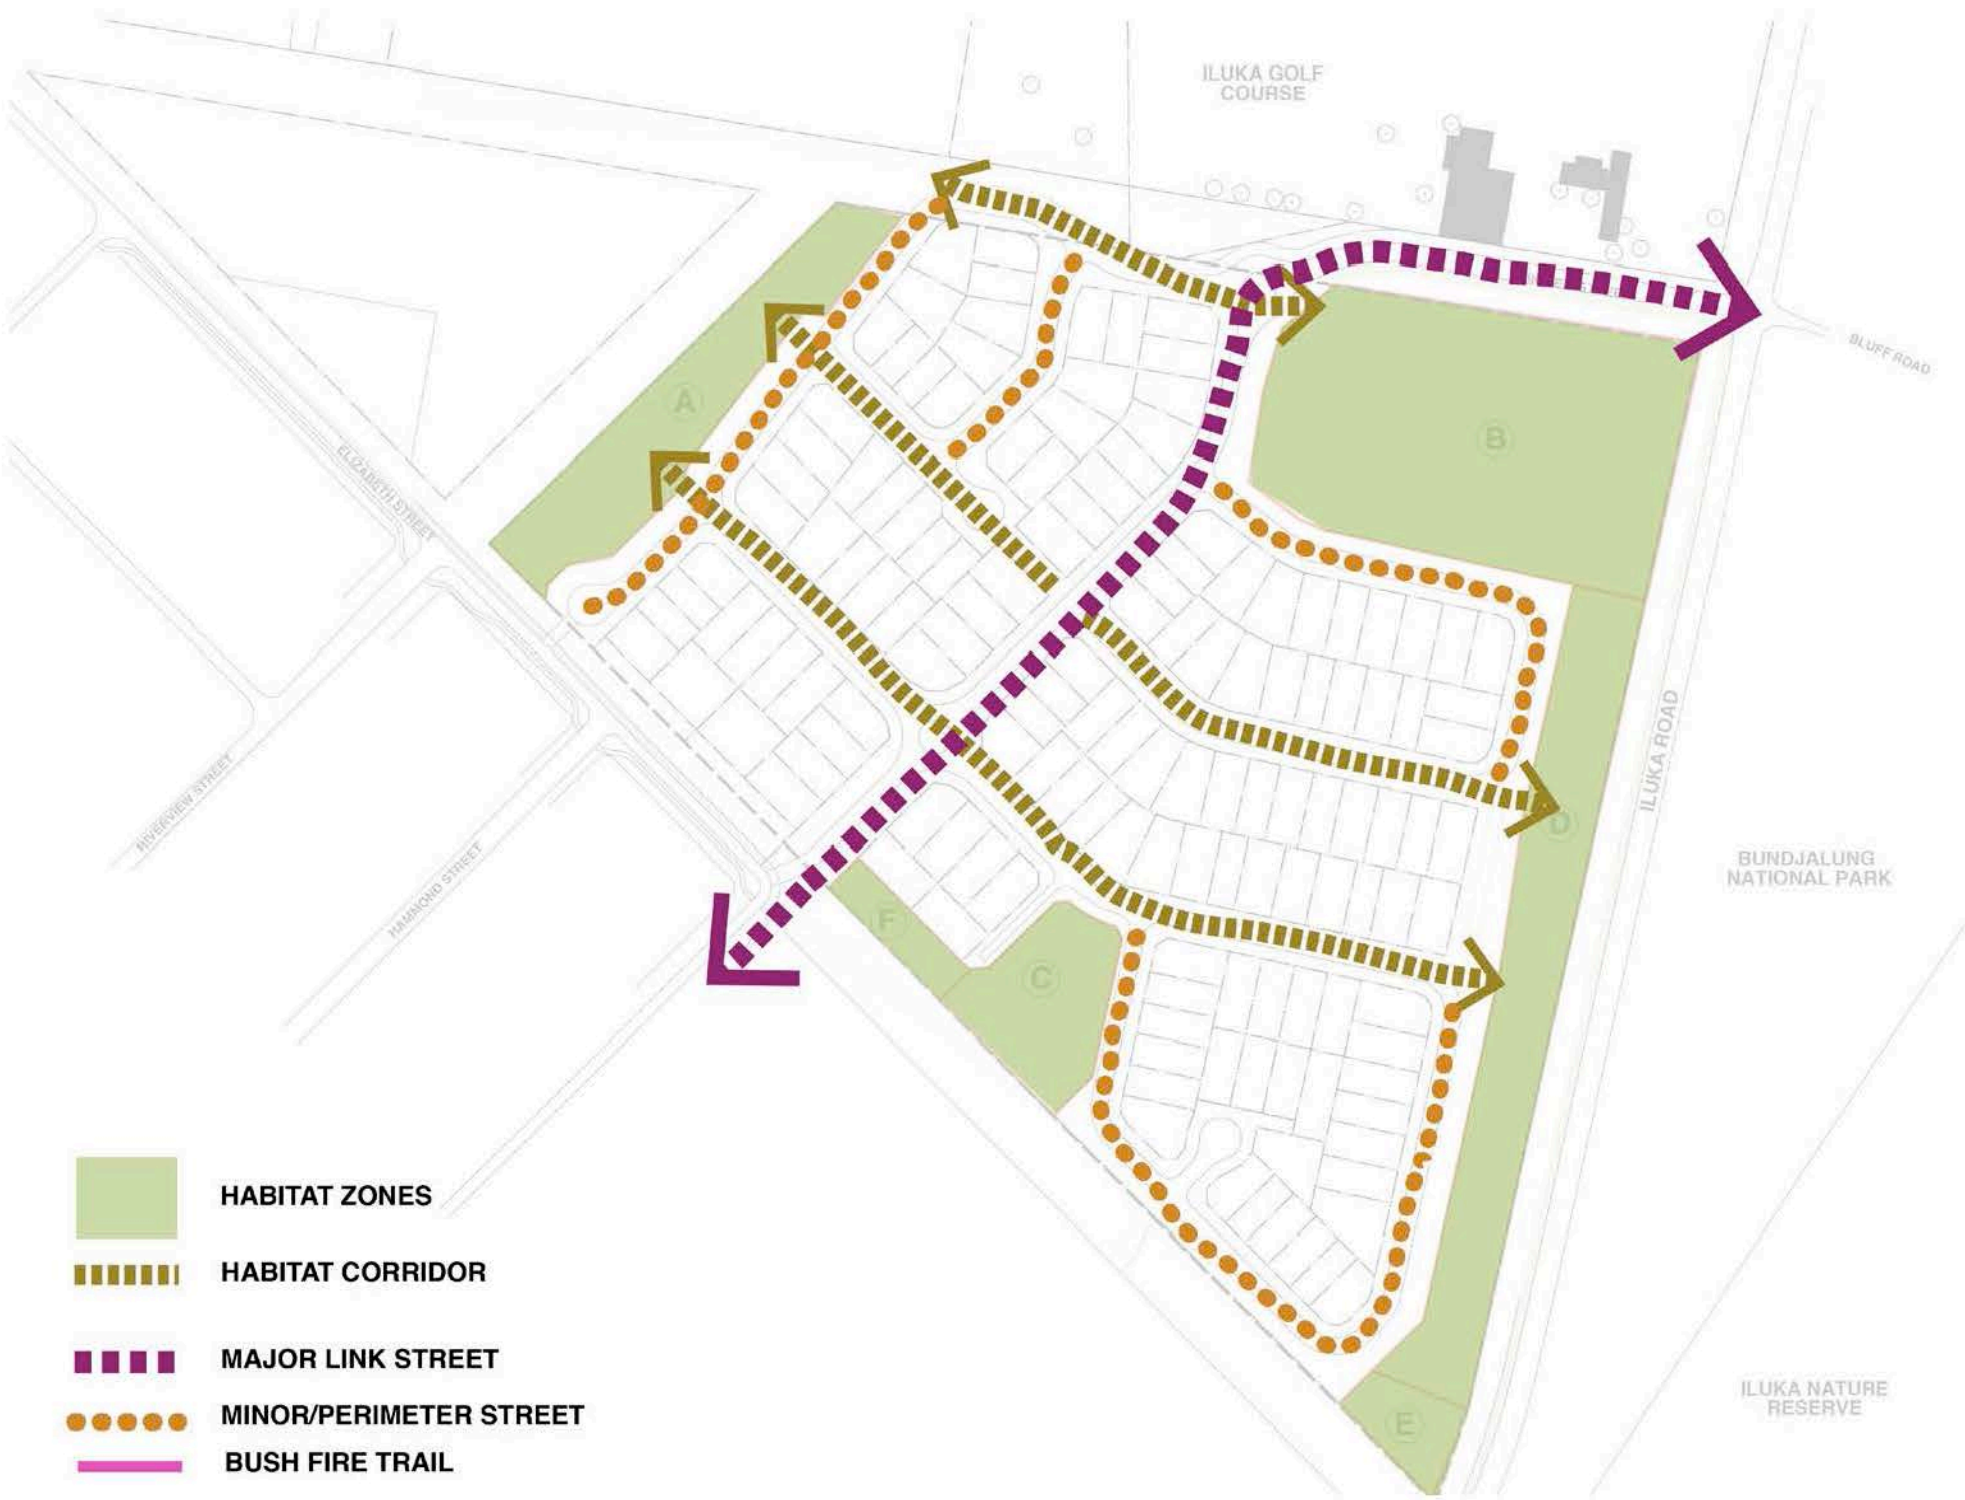 ILUKA GOLF
COURSE
BLUFF ROAD
A
B
ELIZABETH STREET
ILUKA ROAD
RIVERVIEW STREET
HAMMOND STREET
D
BUNDJALUNG
NATIONAL PARK
F
C
HABITAT ZONES
HABITAT CORRIDOR
MAJOR LINK STREET
MINOR/PERIMETER STREET
BUSH FIRE TRAIL
ILUKA NATURE
RESERVE
E